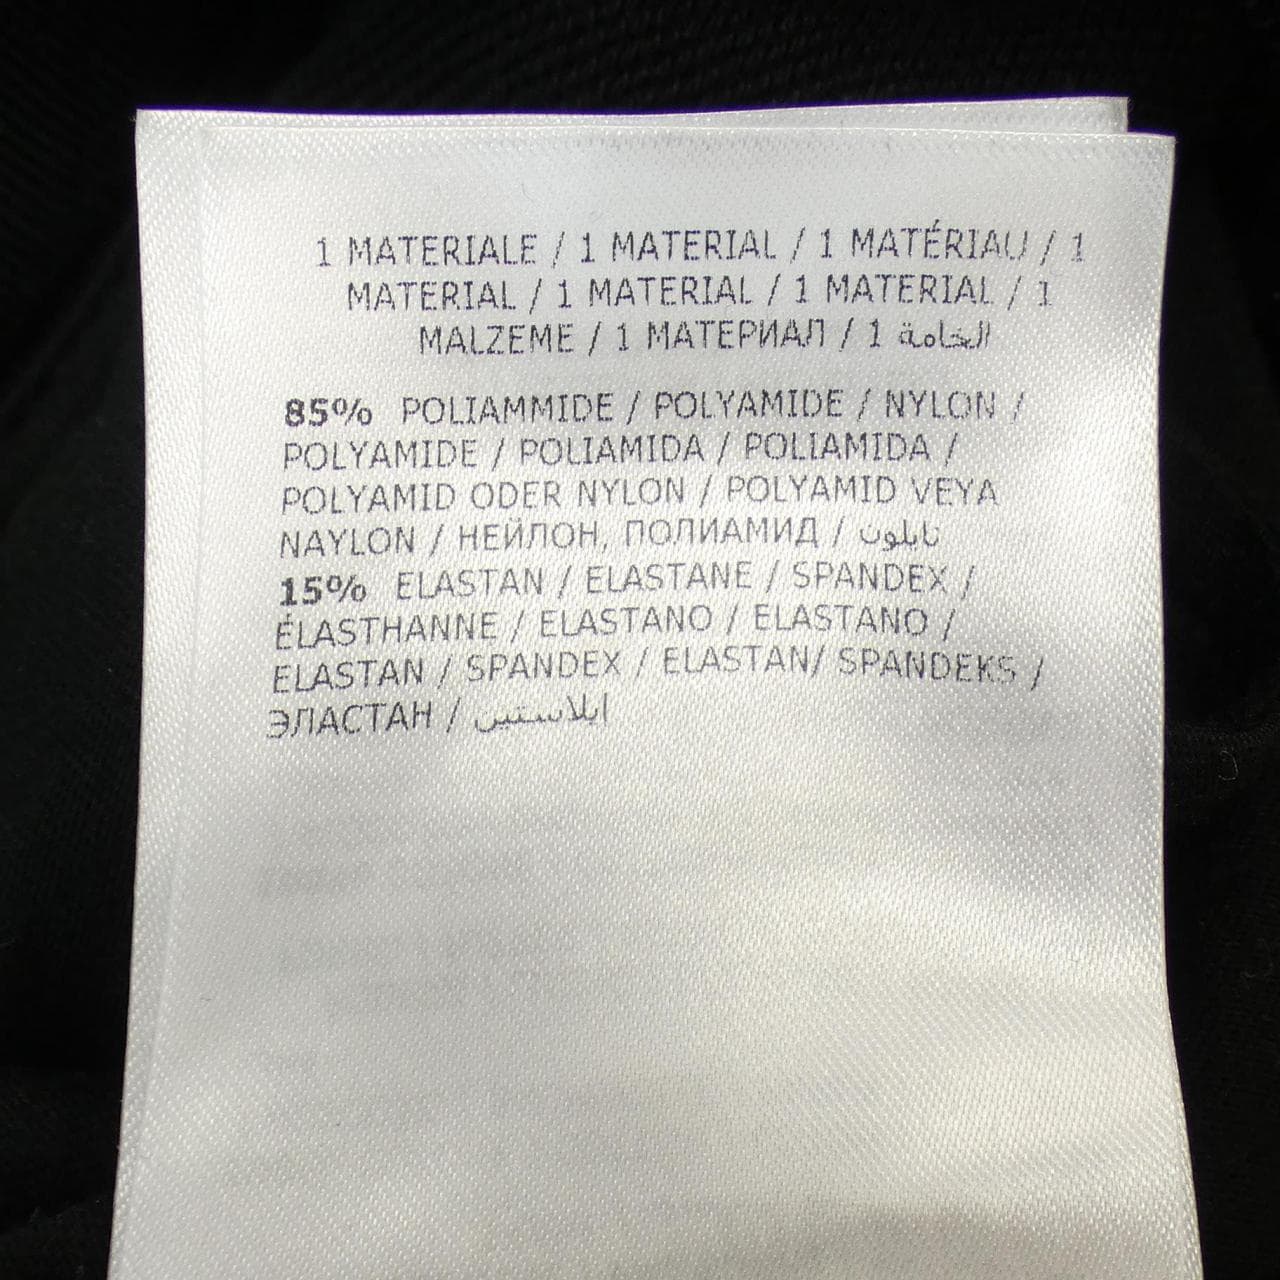 1 MATERIALE / 1 MATERIAL / 1 MATÉRIAU / 1
MATERIAL / 1 MATERIAL / 1 MATERIAL / 1
MALZEME / 1 МАТЕРИАЛ / 1 الخامة
85% POLIAMMIDE / POLYAMIDE / NYLON /
POLYAMIDE / POLIAMIDA / POLIAMIDA /
POLYAMID ODER NYLON / POLYAMID VEYA
NAYLON / НЕЙЛОН, ПОЛИАМИД / نايلون
15% ELASTAN / ELASTANE / SPANDEX /
ÉLASTHANNE / ELASTANO / ELASTANO /
ELASTAN / SPANDEX / ELASTAN/ SPANDEKS /
ЭЛАСТАН / ايلاستين